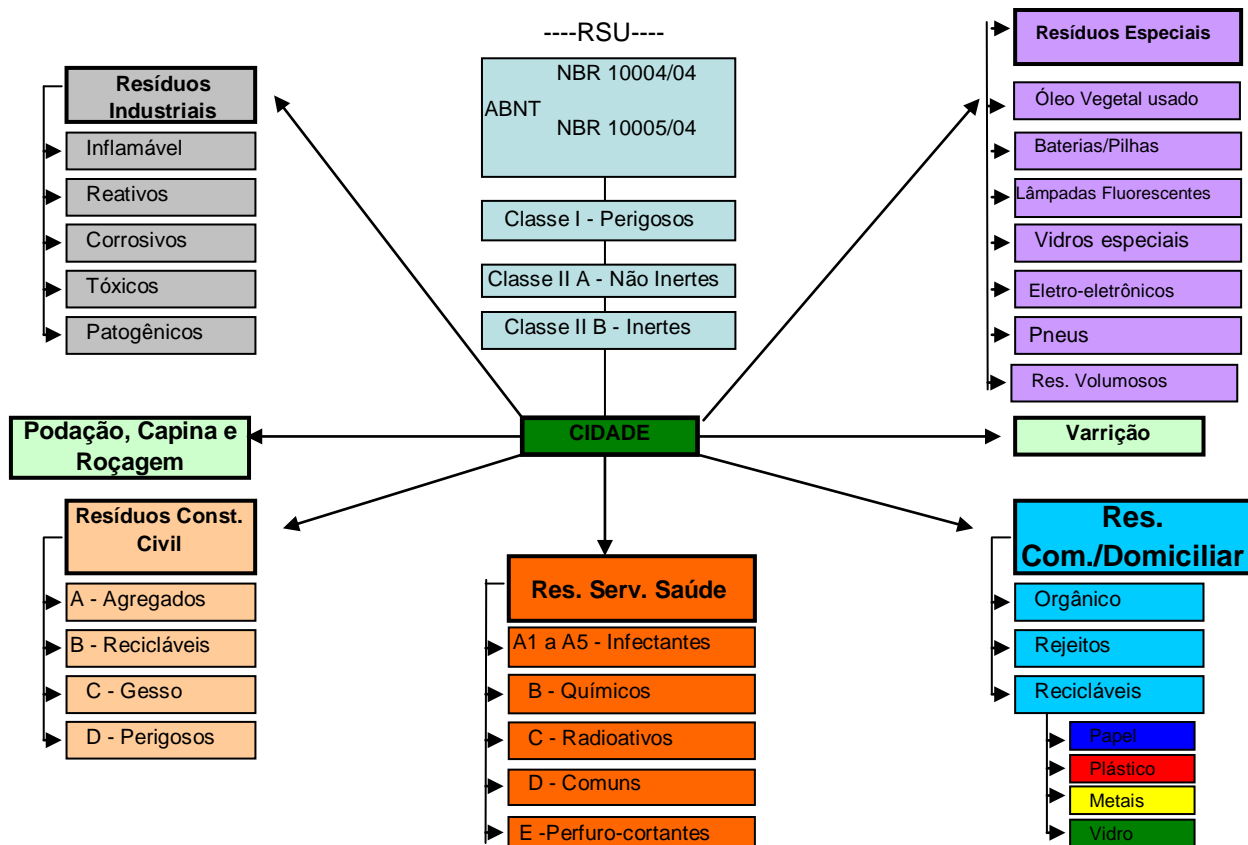 ----RSU----
ABNT
NBR 10004/04
NBR 10005/04
Classe I - Perigosos
Classe II A - Não Inertes
Classe II B - Inertes
CIDADE
Resíduos
Industriais
Inflamável
Reativos
Corrosivos
Tóxicos
Patogênicos
Resíduos Especiais
Óleo Vegetal usado
Baterias/Pilhas
Lâmpadas Fluorescentes
Vidros especiais
Eletro-eletrônicos
Pneus
Res. Volumosos
Podação, Capina e
Roçagem
Varrição
Resíduos Const.
Civil
A - Agregados
B - Recicláveis
C - Gesso
D - Perigosos
Res. Serv. Saúde
A1 a A5 - Infectantes
B - Químicos
C - Radioativos
D - Comuns
E -Perfuro-cortantes
Res.
Com./Domiciliar
Orgânico
Rejeitos
Recicláveis
Papel
Plástico
Metais
Vidro